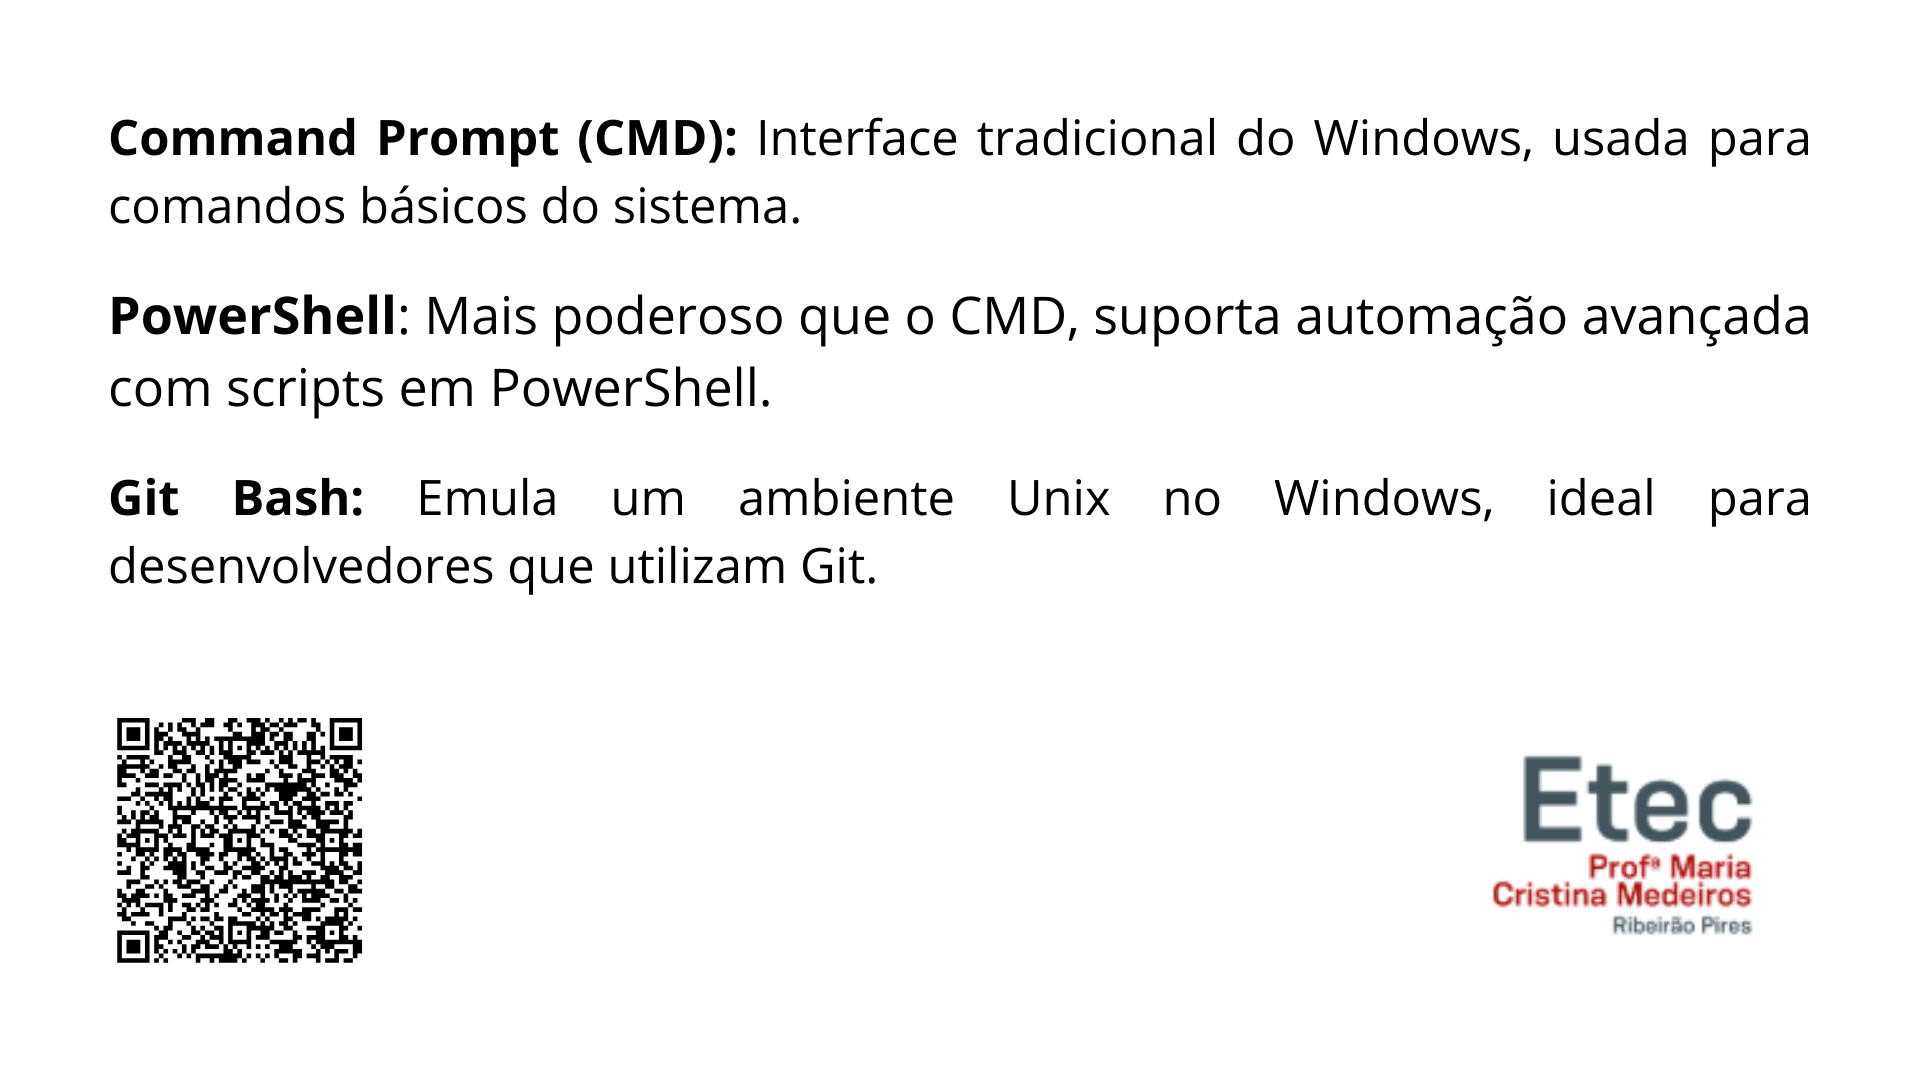 Command Prompt (CMD): Interface tradicional do Windows, usada para
comandos básicos do sistema.
PowerShell: Mais poderoso que o CMD, suporta automação avançada
com scripts em PowerShell.
Git Bash: Emula um ambiente Unix no Windows, ideal para
desenvolvedores que utilizam Git.
Etec
Profª Maria
Cristina Medeiros
Ribeirão Pires